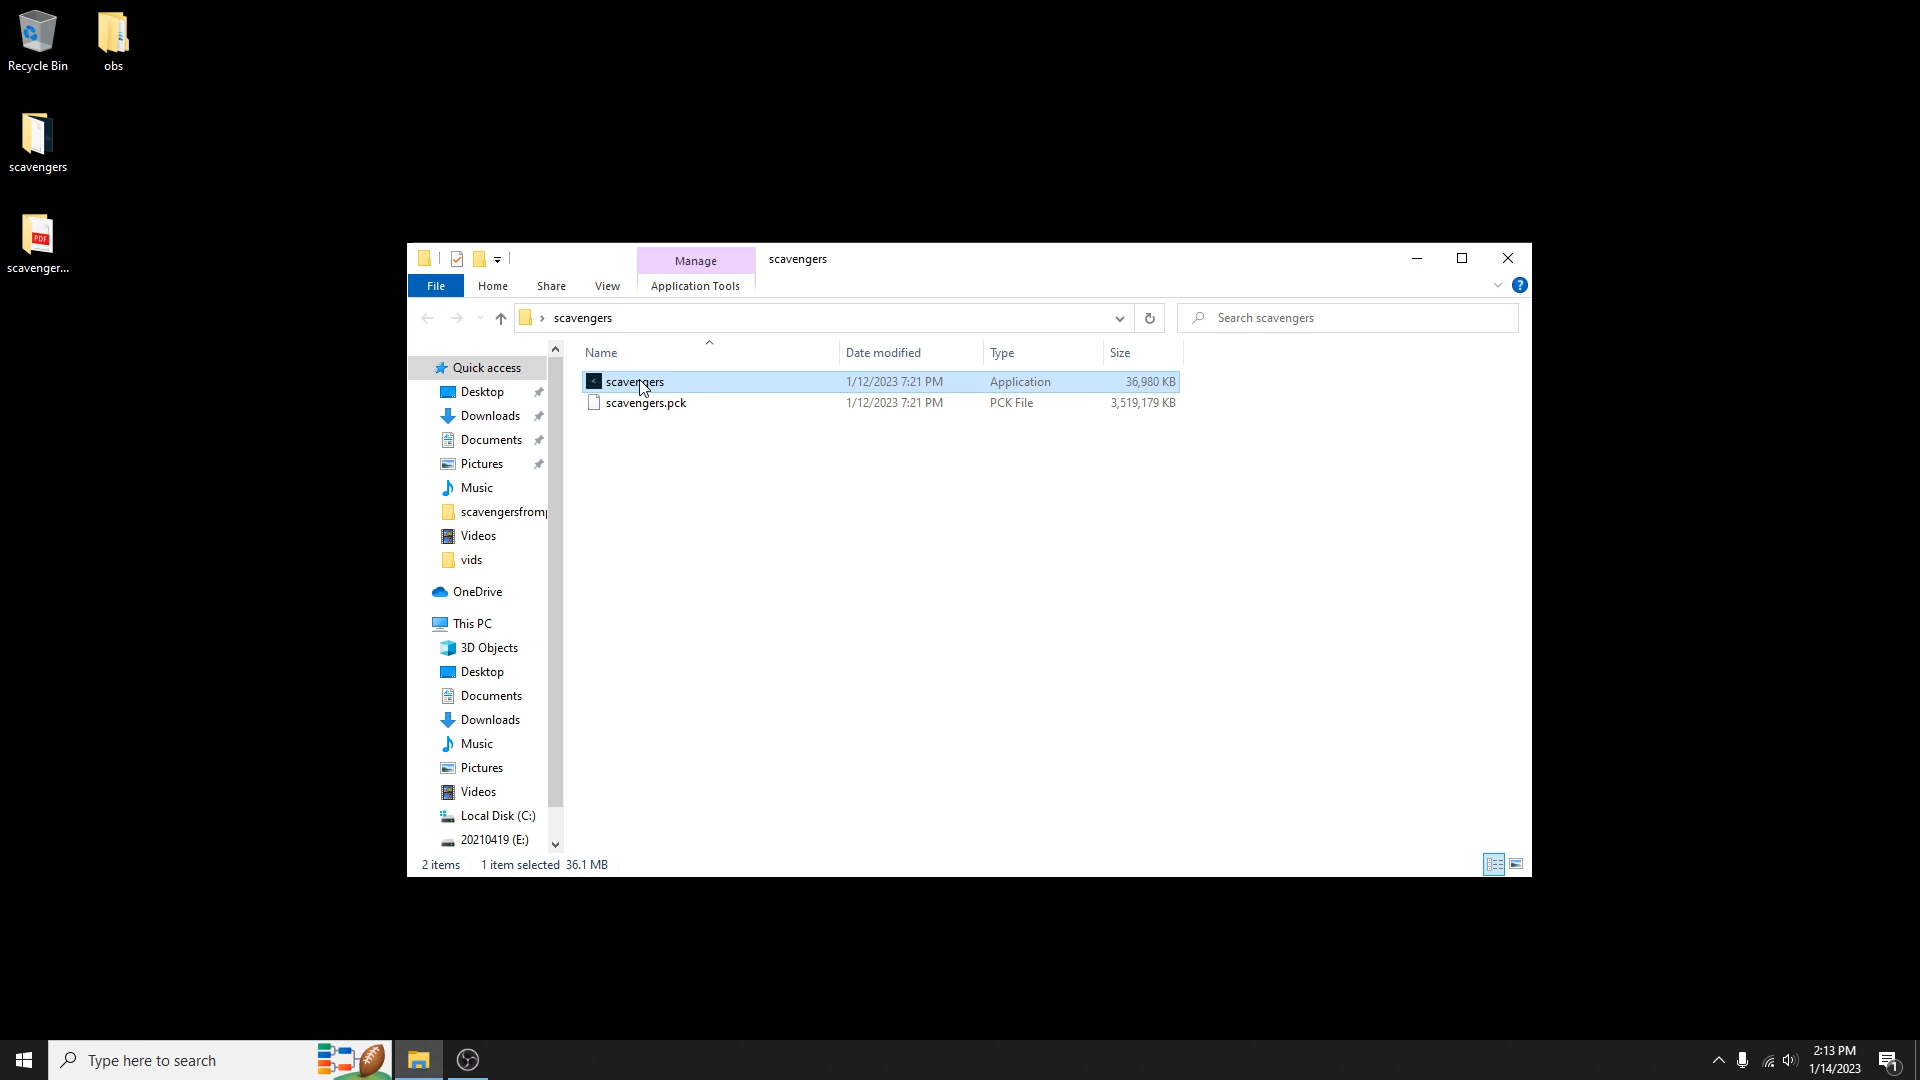 Recycle Bin
obs
scavengers
PDF
scavenger...
Manage
scavengers
File
Home
Share
View
Application Tools
scavengers
Search scavengers
Name
Date modified
Type
Size
scavengers
1/12/2023 7:21 PM
Application
36,980 KB
scavengers.pck
1/12/2023 7:21 PM
PCK File
3,519,179 KB
Quick access
Desktop
Downloads
Documents
Pictures
Music
scavengersfromp
Videos
vids
OneDrive
This PC
3D Objects
Desktop
Documents
Downloads
Music
Pictures
Videos
Local Disk (C:)
20210419 (E:)
2 items
1 item selected 36.1 MB
Type here to search
2:13 PM
1/14/2023
1